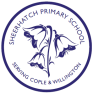 SHEERHATCH PRIMARY SCHOOL
SERVING COPLE & WILLINGTON